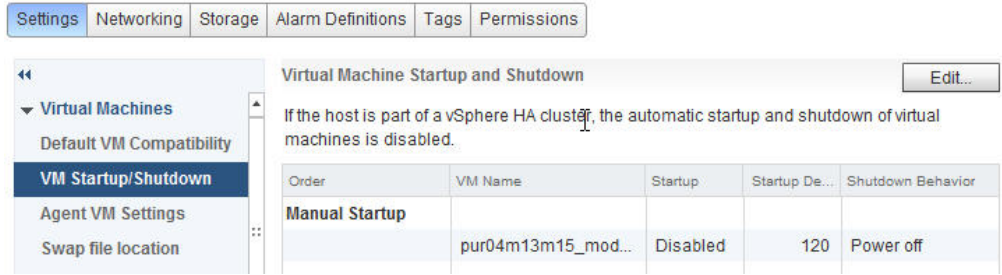 Settings Networking Storage Alarm Definitions Tags Permissions
Virtual Machine Startup and Shutdown Edit...
Virtual Machines
Default VM Compatibility
VM Startup/Shutdown
Agent VM Settings
Swap file location
If the host is part of a vSphere HA cluster, the automatic startup and shutdown of virtual
machines is disabled.
Order VM Name Startup Startup De... Shutdown Behavior
Manual Startup
pur04m13m15_mod... Disabled 120 Power off